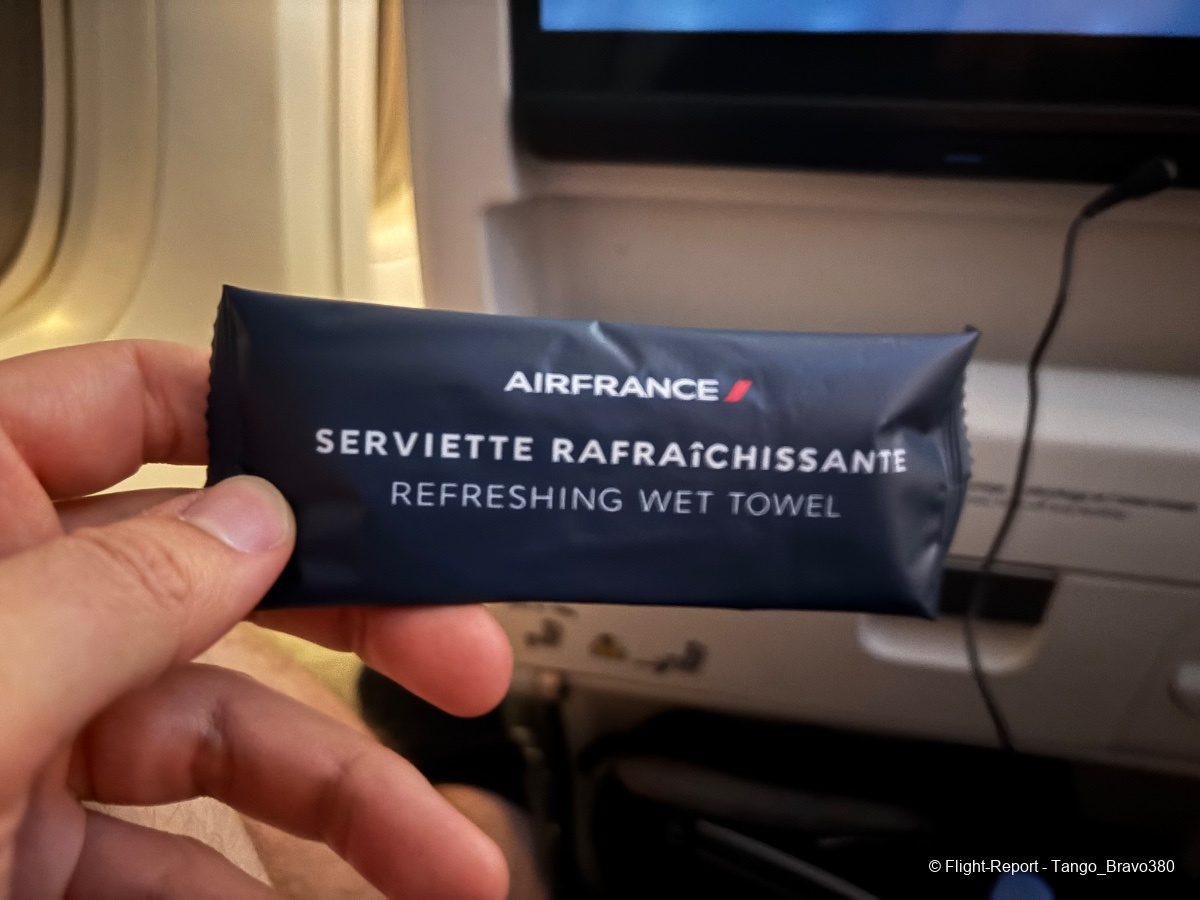 AIRFRANCE
SERVIETTE RAFRAîCHISSANTE
REFRESHING WET TOWEL
© Flight-Report - Tango_Bravo380